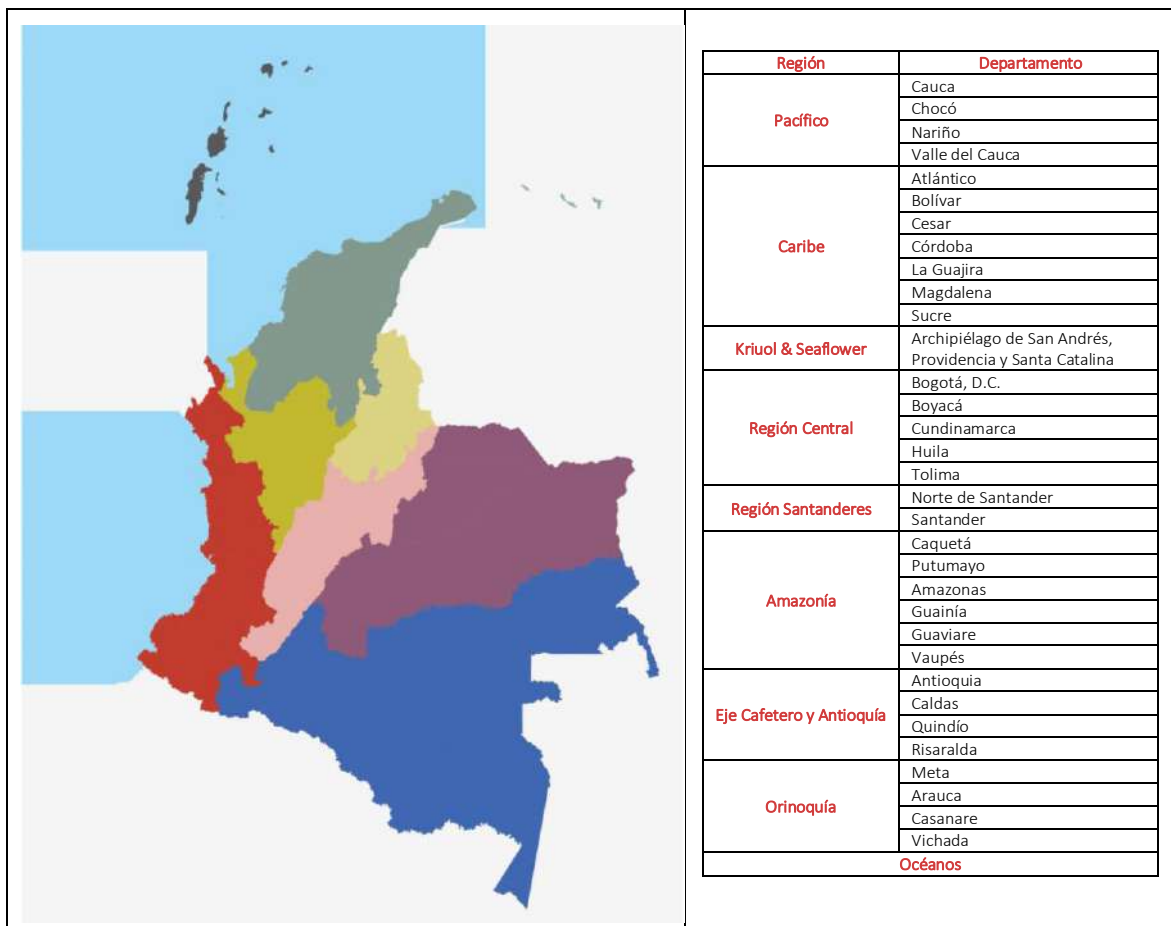 Región Departamento
Pacífico
Cauca
Chocó
Nariño
Valle del Cauca
Caribe
Atlántico
Bolívar
Cesar
Córdoba
La Guajira
Magdalena
Sucre
Kriuol & Seaflower
Archipiélago de San Andrés,
Providencia y Santa Catalina
Región Central
Bogotá, D.C.
Boyacá
Cundinamarca
Huila
Tolima
Región Santanderes
Norte de Santander
Santander
Amazonía
Caquetá
Putumayo
Amazonas
Guainía
Guaviare
Vaupés
Eje Cafetero y Antioquía
Antioquia
Caldas
Quindío
Risaralda
Orinoquía
Meta
Arauca
Casanare
Vichada
Océanos